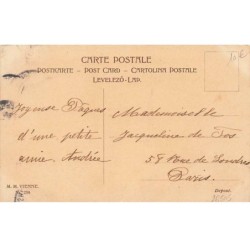 CARTE POSTALE
POSTKARTE – POST CARD – CARTOLINA POSTALE
LEVELEZŐ-LAP.
Joyeuse Pâques
d'une petite
amie Andrée
Mademoiselle
Jacqueline de
58 Rue de Londres
Paris.
M. M. VIENNE.
Déposé.